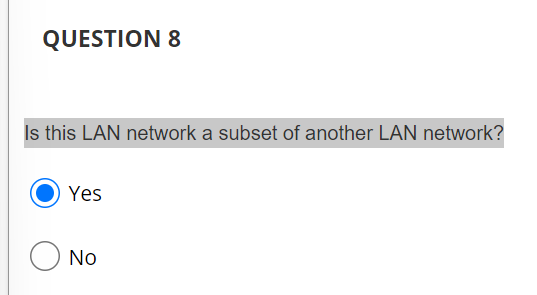 QUESTION 8
Is this LAN network a subset of another LAN network?
Yes
No